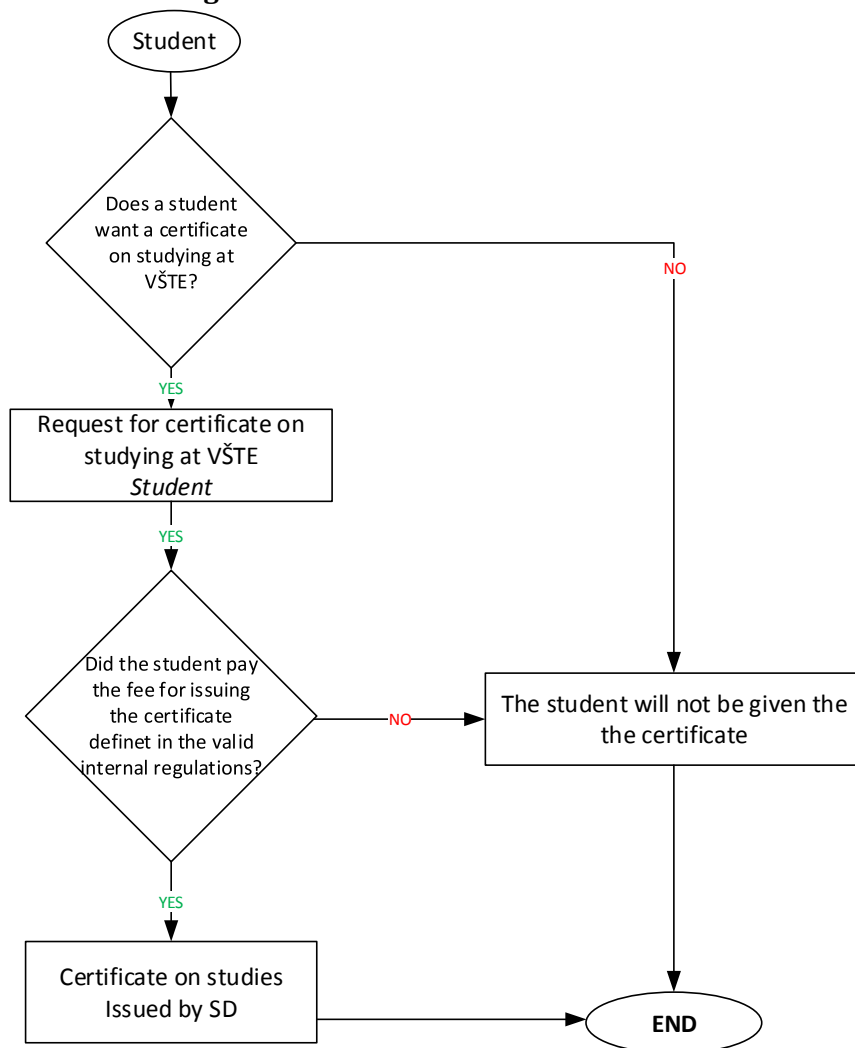 Student
Does a student
want a certificate
on studying at
VŠTE?
NO
YES
Request for certificate on
studying at VŠTE
Student
YES
Did the student pay
the fee for issuing
the certificate
definet in the valid
internal regulations?
NO
The student will not be given the
the certificate
YES
Certificate on studies
Issued by SD
END